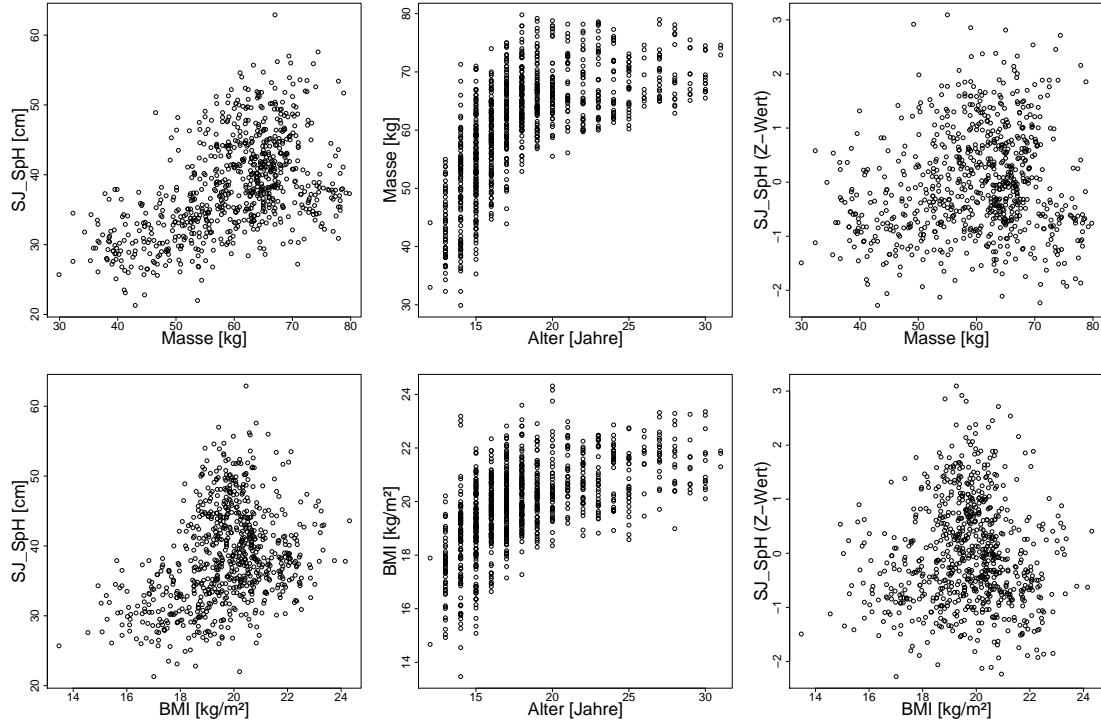 60
50
40
30
20
SJ_SpH [cm]
30 40 50 60 70 80
Masse [kg]
80
70
60
50
40
30
Masse [kg]
15 20 25 30
Alter [Jahre]
3
2
1
0
−1
−2
SJ_SpH (Z−Wert)
30 40 50 60 70 80
Masse [kg]
60
50
40
30
20
SJ_SpH [cm]
14 16 18 20 22 24
BMI [kg/m²]
24
22
20
18
16
14
BMI [kg/m²]
15 20 25 30
Alter [Jahre]
3
2
1
0
−1
−2
SJ_SpH (Z−Wert)
14 16 18 20 22 24
BMI [kg/m²]